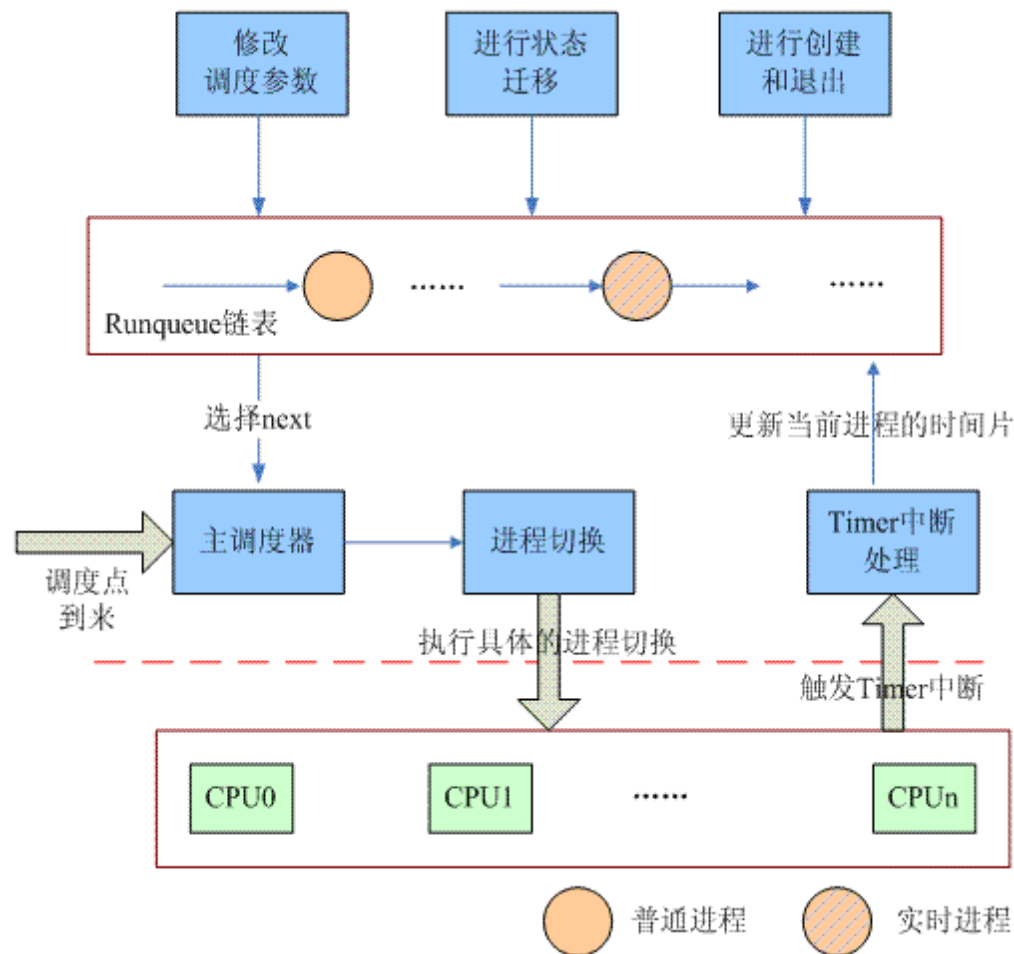 修改
调度参数
进行状态
迁移
进行创建
和退出
……
……
Runqueue链表
选择next
更新当前进程的时间片
主调度器
进程切换
Timer中断
处理
调度点
到来
执行具体的进程切换
触发Timer中断
CPU0
CPU1
……
CPUn
普通进程
实时进程